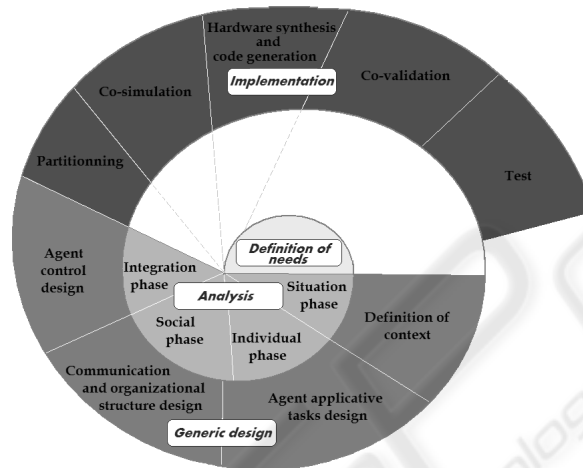 Hardware synthesis
and
code generation
Implementation
Co-simulation
Co-validation
Partitionning
Test
Definition of
needs
Agent
control
design
Integration
phase
Analysis
Situation
phase
Social
phase
Individual
phase
Definition of
context
Communication
and organizational
structure design
Agent applicative
tasks design
Generic design